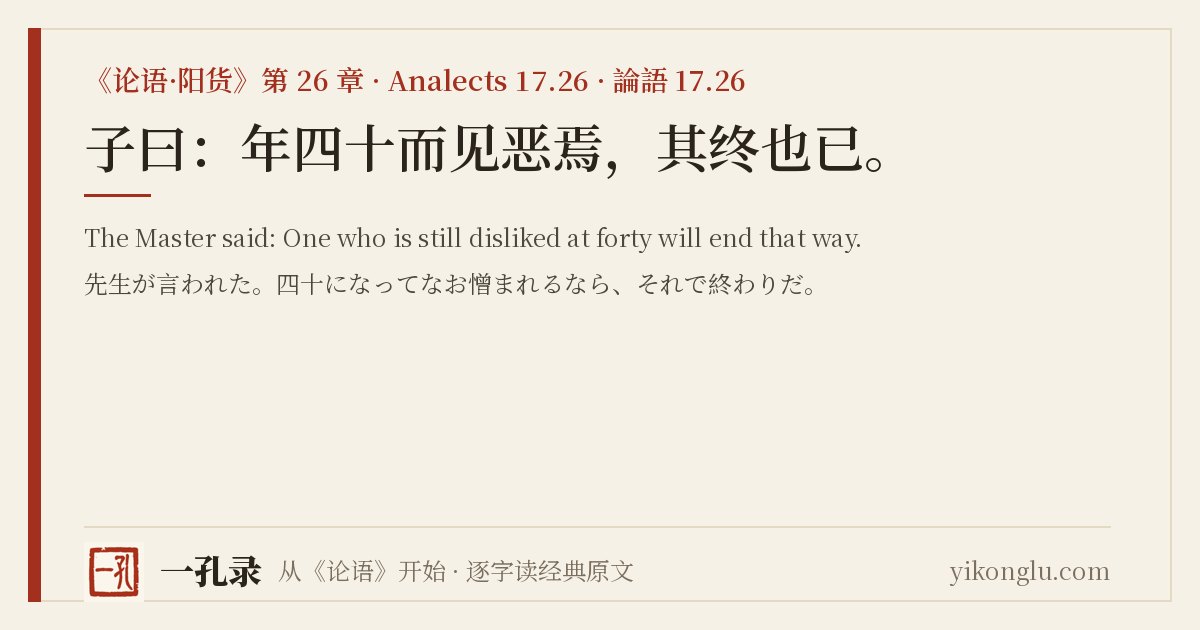 《论语·阳货》第 26 章 · Analects 17.26 · 論語 17.26
子曰：年四十而见恶焉，其终也已。
The Master said: One who is still disliked at forty will end that way.
先生が言われた。四十になってなお憎まれるなら、それで終わりだ。
一孔
一孔录 从《论语》开始 · 逐字读经典原文 yikonglu.com